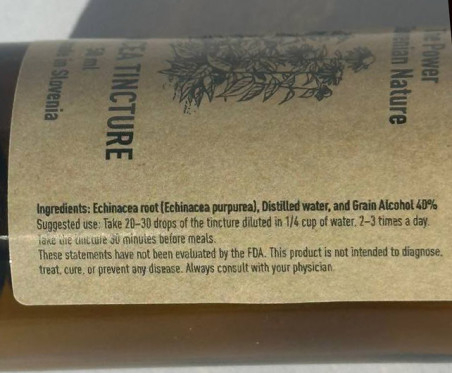 TINCTURE
50 ml
in Slovenia
Power
Nature
Ingredients: Echinacea root (Echinacea purpurea), Distilled water, and Grain Alcohol 40%
Suggested use: Take 20-30 drops of the tincture diluted in 1/4 cup of water, 2-3 times a day.
Take the tincture 30 minutes before meals.
These statements have not been evaluated by the FDA. This product is not intended to diagnose,
treat, cure, or prevent any disease. Always consult with your physician.